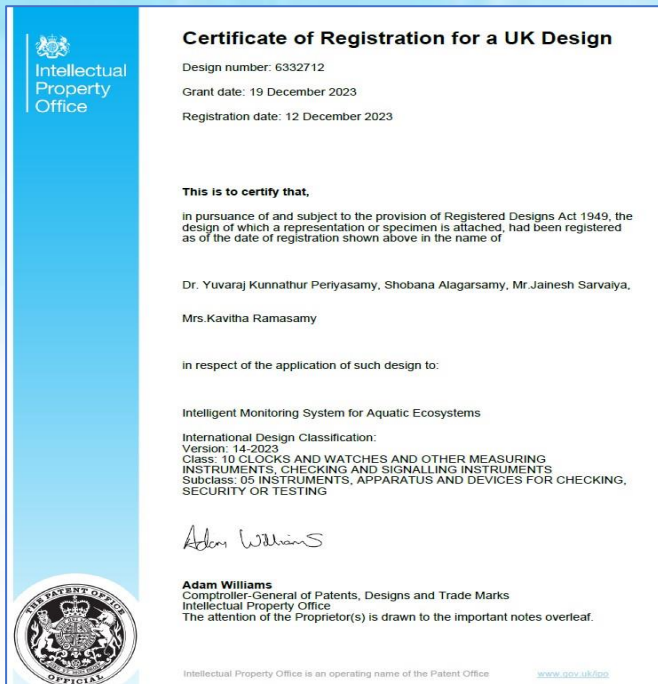 Intellectual
Property
Office
Certificate of Registration for a UK Design
Design number: 6332712
Grant date: 19 December 2023
Registration date: 12 December 2023
This is to certify that,
in pursuance of and subject to the provision of Registered Designs Act 1949, the
design of which a representation or specimen is attached, had been registered
as of the date of registration shown above in the name of
Dr. Yuvaraj Kunnathur Periyasamy, Shobana Alagarsamy, Mr.Jainesh Sarvaiya,
Mrs.Kavitha Ramasamy
in respect of the application of such design to:
Intelligent Monitoring System for Aquatic Ecosystems
International Design Classification:
Version: 14-2023
Class: 10 CLOCKS AND WATCHES AND OTHER MEASURING
INSTRUMENTS, CHECKING AND SIGNALLING INSTRUMENTS
Subclass: 05 INSTRUMENTS, APPARATUS AND DEVICES FOR CHECKING,
SECURITY OR TESTING
Adam Williams
Adam Williams
Comptroller-General of Patents, Designs and Trade Marks
Intellectual Property Office
The attention of the Proprietor(s) is drawn to the important notes overleaf.
THE PATENT OFFICE
OFFICIAL
Intellectual Property Office is an operating name of the Patent Office www.gov.uk/ipo